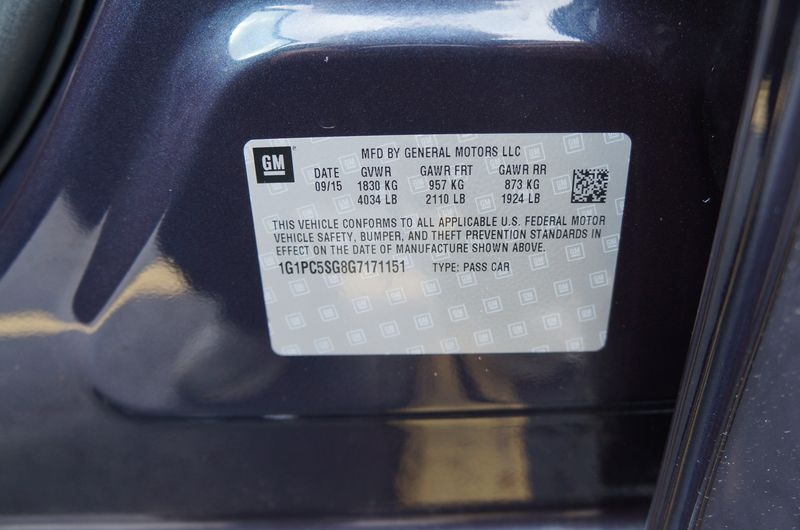 GM
MFD BY GENERAL MOTORS LLC
DATE GVWR GAWR FRT GAWR RR
09/15 1830 KG 957 KG 873 KG
4034 LB 2110 LB 1924 LB
THIS VEHICLE CONFORMS TO ALL APPLICABLE U.S. FEDERAL MOTOR
VEHICLE SAFETY, BUMPER, AND THEFT PREVENTION STANDARDS IN
EFFECT ON THE DATE OF MANUFACTURE SHOWN ABOVE.
1G1PC5SG8G7171151 TYPE: PASS CAR